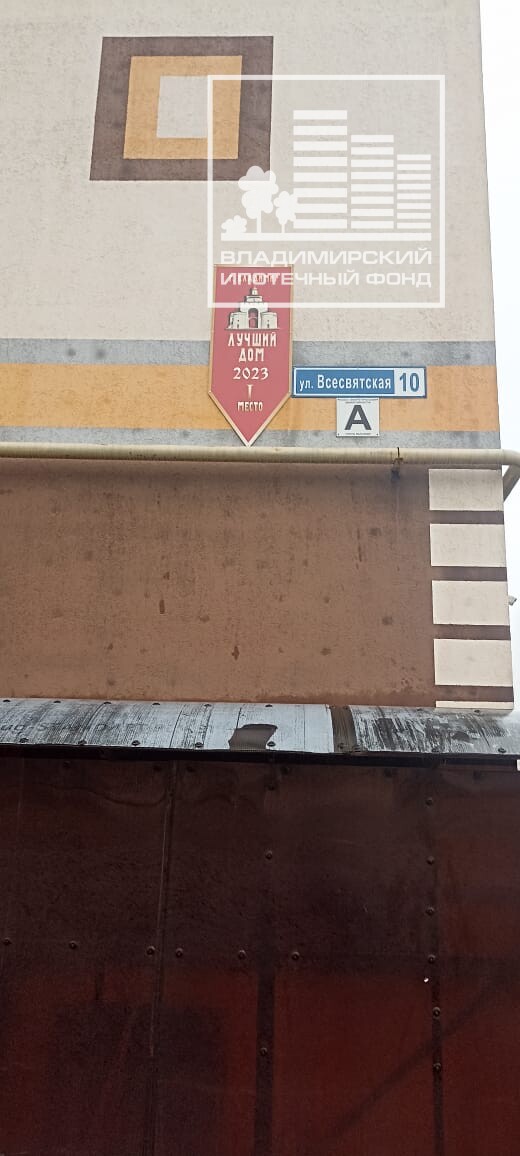 ВЛАДИМИРСКИЙ
ИПОТЕЧНЫЙ ФОНД
ЛУЧШИЙ
ДОМ
2023
I
МЕСТО
ул. Всесвятская 10
А